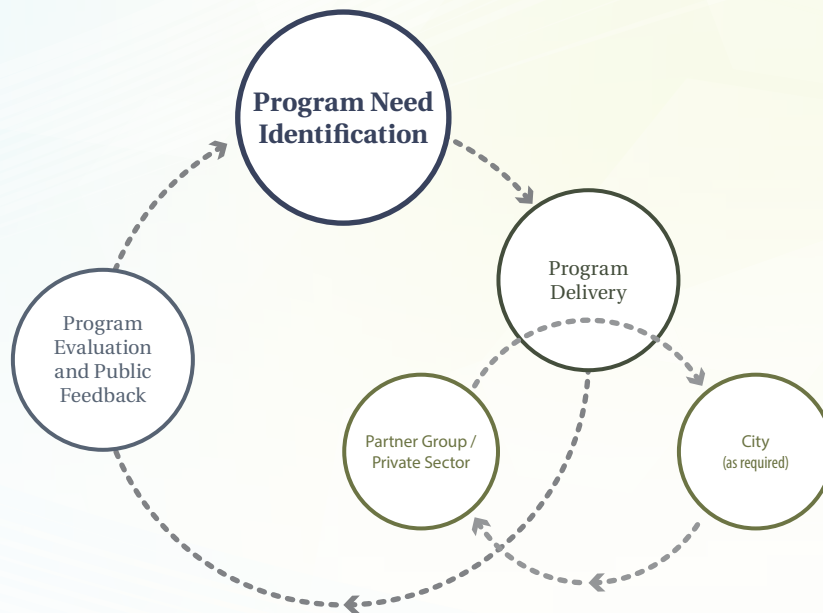 Program Need
Identification
Program
Delivery
Program
Evaluation
and Public
Feedback
Partner Group /
Private Sector
City
(as required)